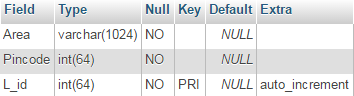 Field Type Null Key Default Extra
Area varchar(1024) NO NULL
Pincode int(64) NO NULL
L_id int(64) NO PRI NULL auto_increment